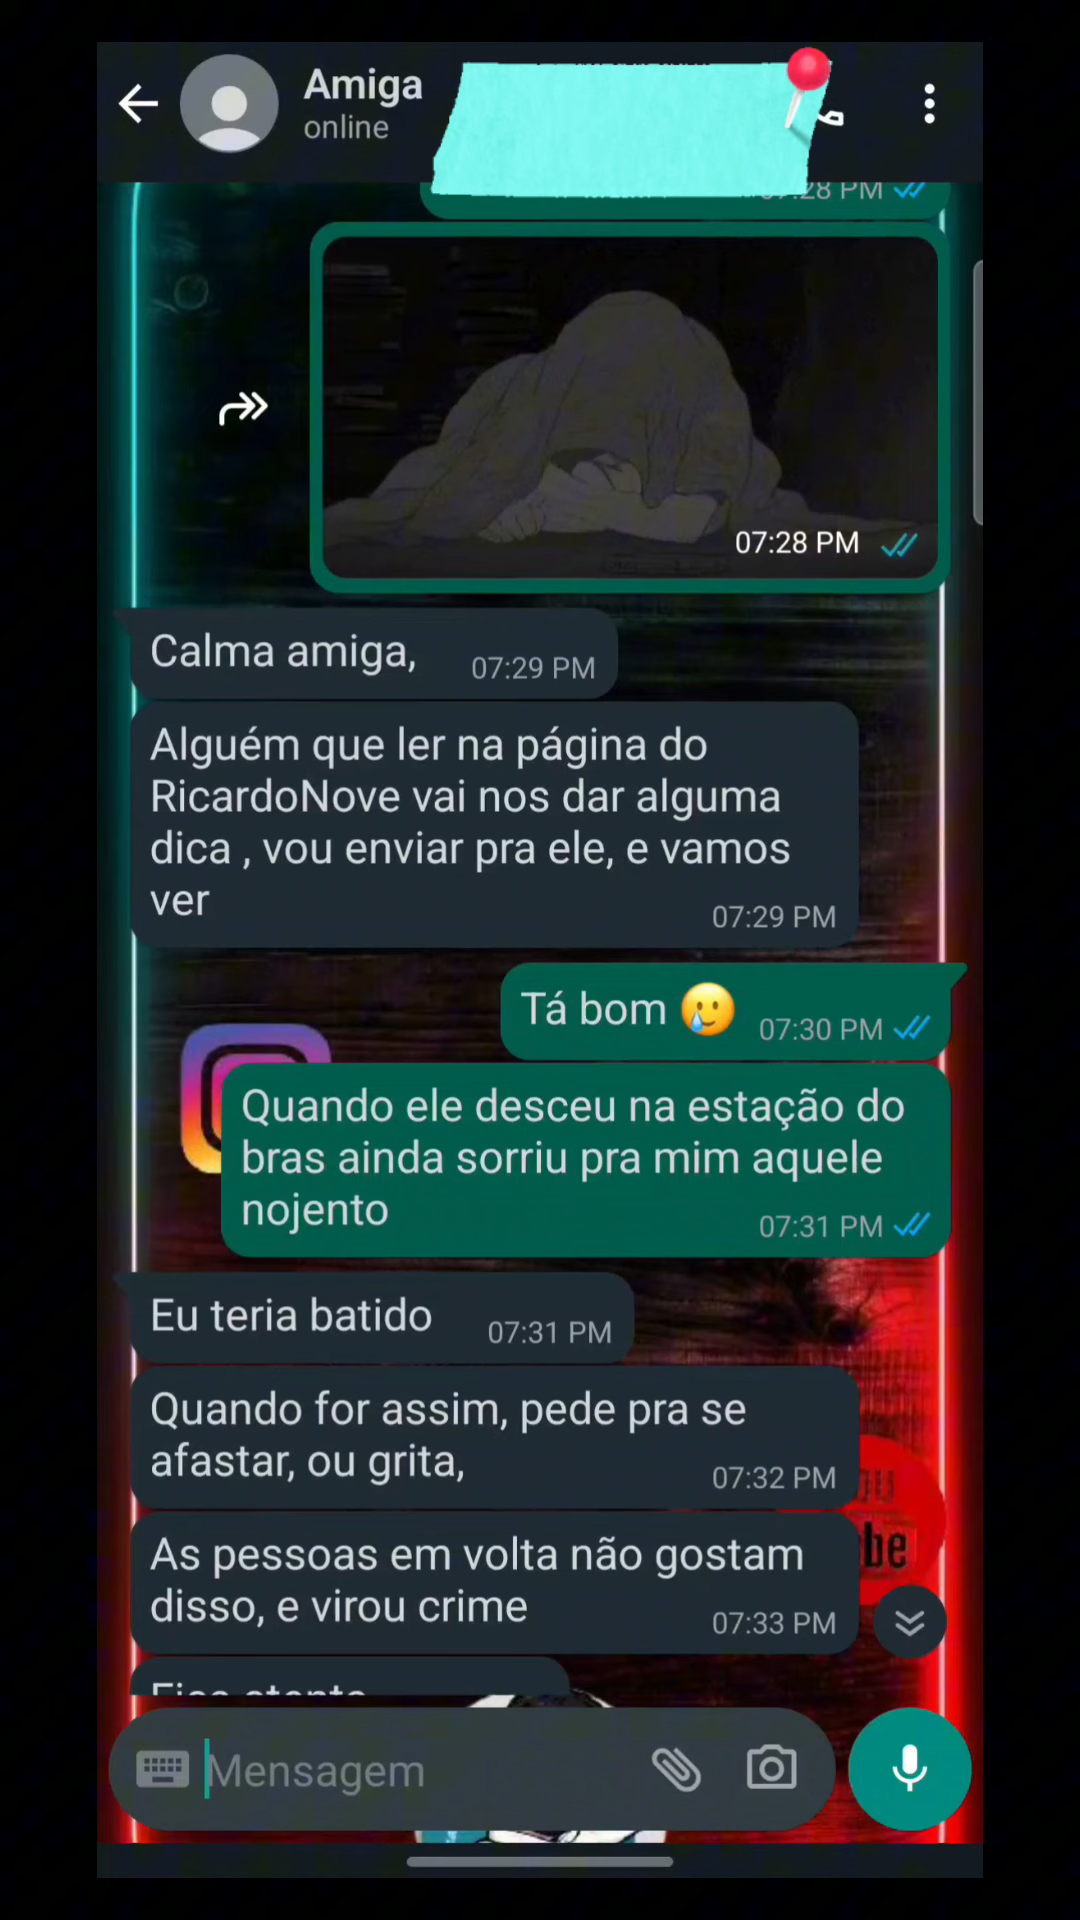 Amiga
online
07:28 PM
07:28 PM
Calma amiga,
07:29 PM
Alguém que ler na página do
RicardoNove vai nos dar alguma
dica , vou enviar pra ele, e vamos
ver
07:29 PM
Tá bom 🥲
07:30 PM
Quando ele desceu na estação do
bras ainda sorriu pra mim aquele
nojento
07:31 PM
Eu teria batido
07:31 PM
Quando for assim, pede pra se
afastar, ou grita,
07:32 PM
As pessoas em volta não gostam
disso, e virou crime
07:33 PM
Mensagem